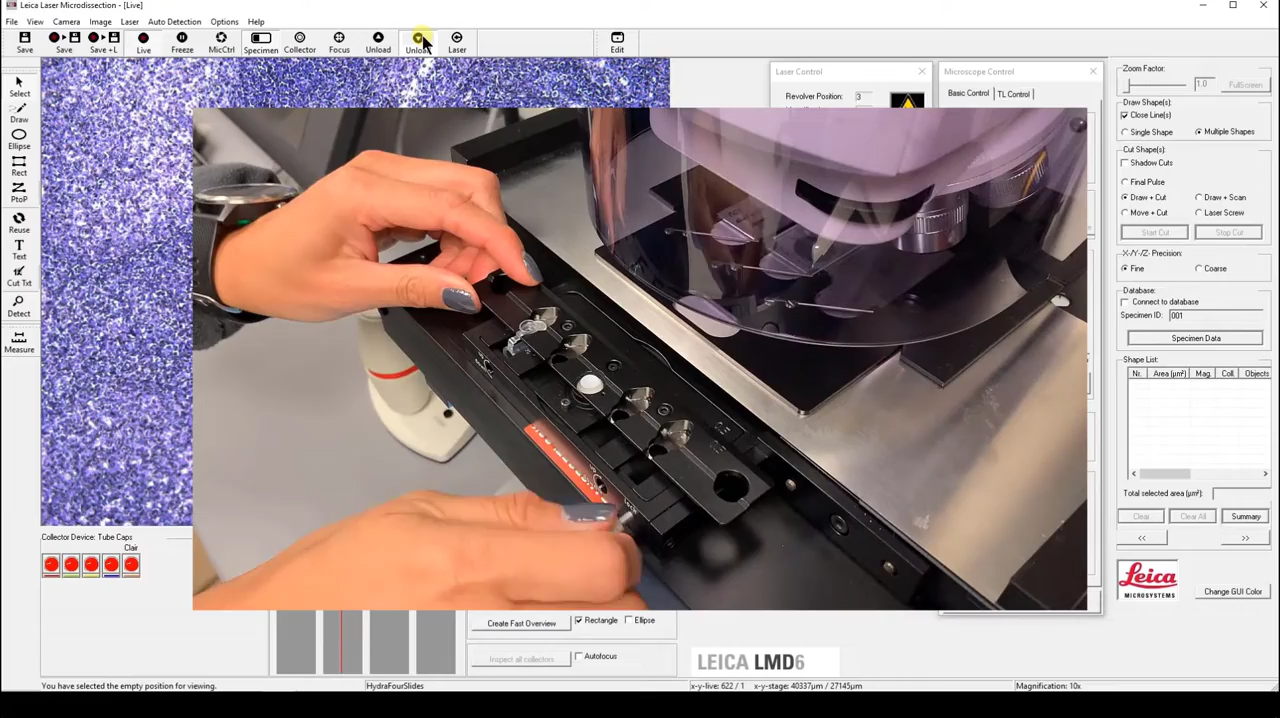 Leica Laser Microdissection - [Live]
File View Camera Image Laser Auto Detection Options Help
Save Save Save +L Live Freeze MicCtrl Specimen Collector Focus Unload Unload Laser Edit
Select
Draw
Ellipse
Rect
PtoP
Reuse
Text
Cut Txt
Detect
Measure
Laser Control
Revolver Position: 3
Microscope Control
Basic Control TL Control
Zoom Factor:
1.0 FullScreen
Draw Shape(s):
Close Line(s)
Single Shape Multiple Shapes
Cut Shape(s):
Shadow Cuts
Final Pulse
Draw + Cut Draw + Scan
Move + Cut Laser Screw
Start Cut Stop Cut
X-/Y-/Z- Precision:
Fine Coarse
Database:
Connect to database
Specimen ID: 001
Specimen Data
Shape List:
Nr. Area (µm²) Mag. Coll. Objects
Total selected area (µm²):
Clear Clear All Summary
<< >>
Leica
MICROSYSTEMS
Change GUI Color
Collector Device: Tube Caps
Clair
Create Fast Overview Rectangle Ellipse
Inspect all collectors Autofocus
LEICA LMD6
You have selected the empty position for viewing. HydraFourSlides x-y-live: 622 / 1 x-y-stage: 40337µm / 27145µm Magnification: 10x